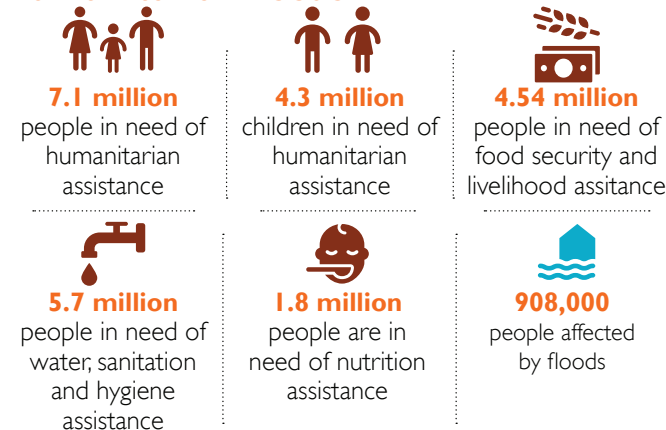 7.1 million
people in need of
humanitarian
assistance
4.3 million
children in need of
humanitarian
assistance
4.54 million
people in need of
food security and
livelihood assitance
5.7 million
people in need of
water, sanitation
and hygiene
assistance
1.8 million
people are in
need of nutrition
assistance
908,000
people affected
by floods